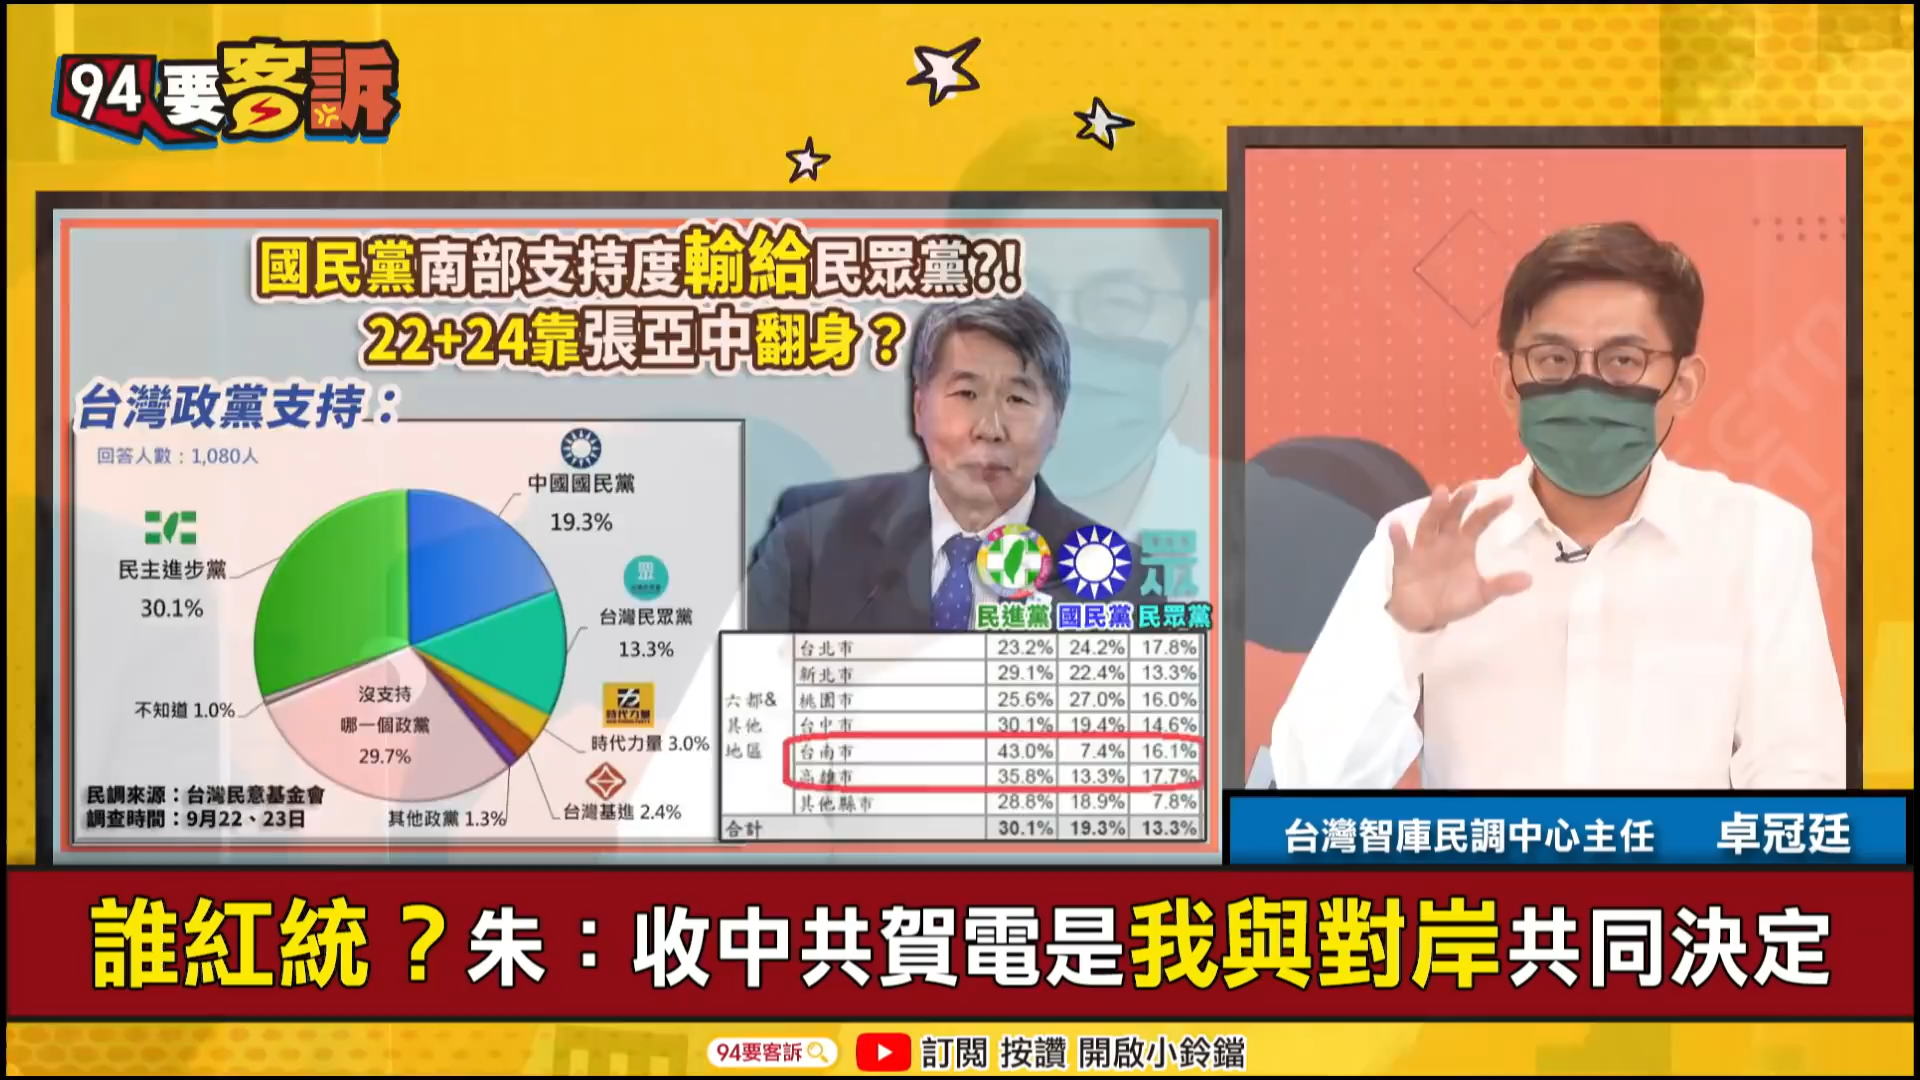 94要客訴
國民黨南部支持度輸給民眾黨?!
22+24靠張亞中翻身？
台灣政黨支持：
回答人數：1,080人
中國國民黨
19.3%
民主進步黨
30.1%
台灣民眾黨
13.3%
不知道 1.0%
沒支持
哪一個政黨
29.7%
時代力量
時代力量 3.0%
台灣基進 2.4%
其他政黨 1.3%
民調來源：台灣民意基金會
調查時間：9月22、23日
眾
民進黨 國民黨 民眾黨
六都&
其他
地區
台北市 23.2% 24.2% 17.8%
新北市 29.1% 22.4% 13.3%
桃園市 25.6% 27.0% 16.0%
台中市 30.1% 19.4% 14.6%
台南市 43.0% 7.4% 16.1%
高雄市 35.8% 13.3% 17.7%
其他縣市 28.8% 18.9% 7.8%
合計 30.1% 19.3% 13.3%
台灣智庫民調中心主任 卓冠廷
誰紅統？朱：收中共賀電是我與對岸共同決定
94要客訴
訂閱 按讚 開啟小鈴鐺